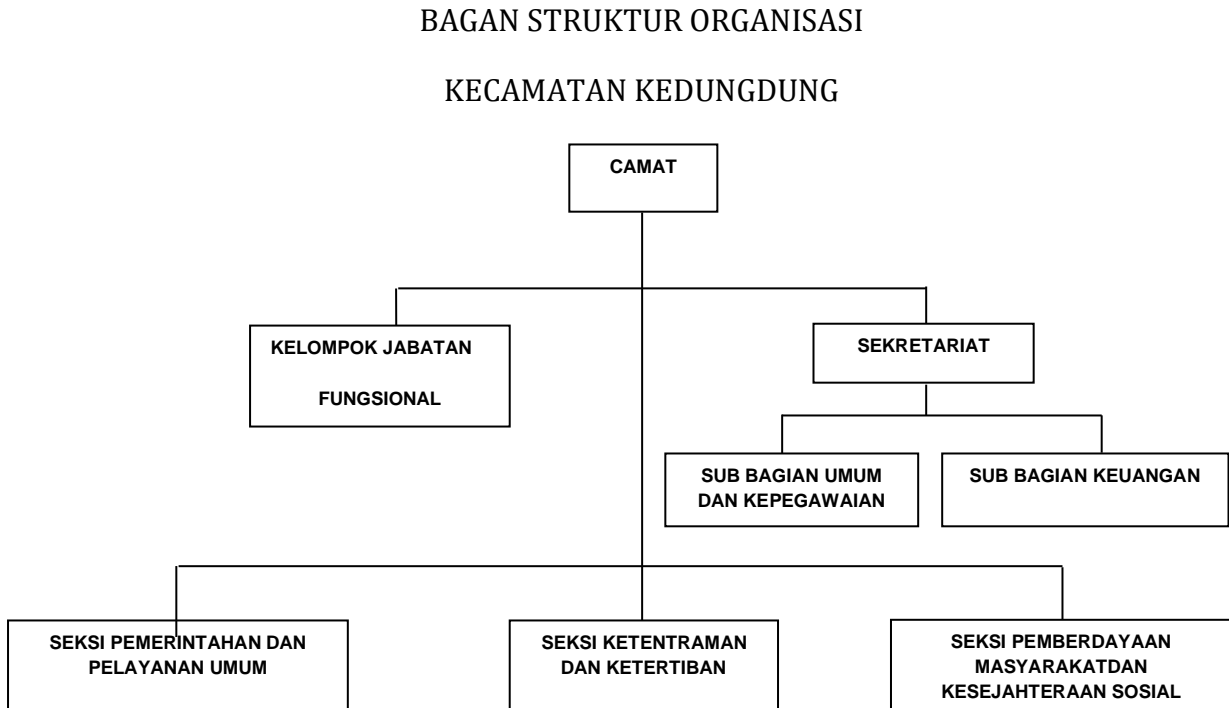 BAGAN STRUKTUR ORGANISASI
KECAMATAN KEDUNGDUNG
CAMAT
KELOMPOK JABATAN
FUNGSIONAL
SEKRETARIAT
SUB BAGIAN UMUM
DAN KEPEGAWAIAN
SUB BAGIAN KEUANGAN
SEKSI PEMERINTAHAN DAN
PELAYANAN UMUM
SEKSI KETENTRAMAN
DAN KETERTIBAN
SEKSI PEMBERDAYAAN
MASYARAKATDAN
KESEJAHTERAAN SOSIAL